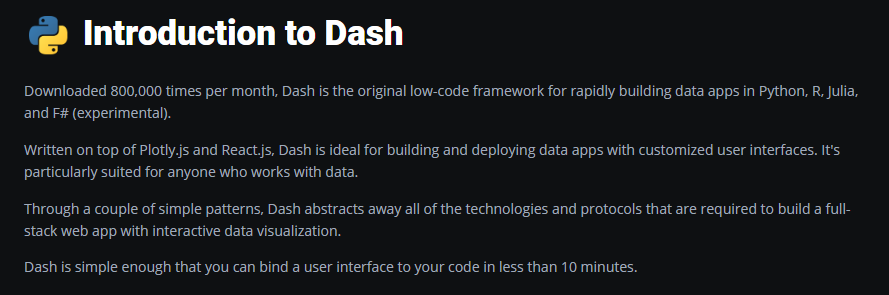 Introduction to Dash
Downloaded 800,000 times per month, Dash is the original low-code framework for rapidly building data apps in Python, R, Julia,
and F# (experimental).
Written on top of Plotly.js and React.js, Dash is ideal for building and deploying data apps with customized user interfaces. It's
particularly suited for anyone who works with data.
Through a couple of simple patterns, Dash abstracts away all of the technologies and protocols that are required to build a full-
stack web app with interactive data visualization.
Dash is simple enough that you can bind a user interface to your code in less than 10 minutes.